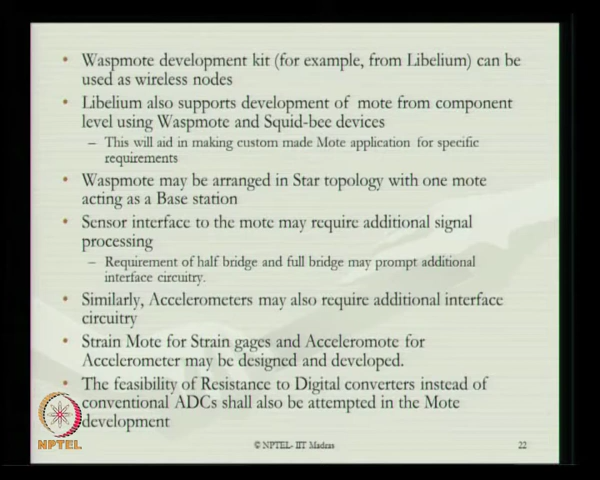 • Waspmote development kit (for example, from Libelium) can be
used as wireless nodes
• Libelium also supports development of mote from component
level using Waspmote and Squid-bee devices
– This will aid in making custom made Mote application for specific
requirements
• Waspmote may be arranged in Star topology with one mote
acting as a Base station
• Sensor interface to the mote may require additional signal
processing
– Requirement of half bridge and full bridge may prompt additional
interface circuitry.
• Similarly, Accelerometers may also require additional interface
circuitry
• Strain Mote for Strain gages and Acceleromote for
Accelerometer may be designed and developed.
• The feasibility of Resistance to Digital converters instead of
conventional ADCs shall also be attempted in the Mote
development
NPTEL
© NPTEL- IIT Madras
22